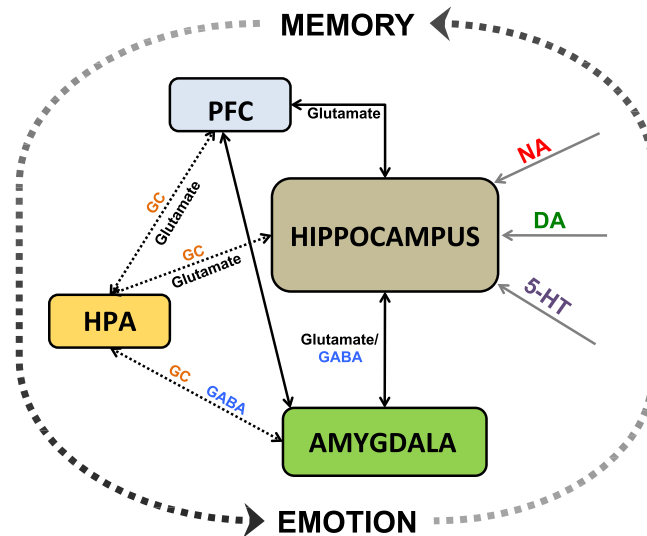 MEMORY
PFC
Glutamate
NA
GC
Glutamate
DA
HIPPOCAMPUS
GC
Glutamate
5-HT
HPA
Glutamate/
GABA
GC
GABA
AMYGDALA
EMOTION